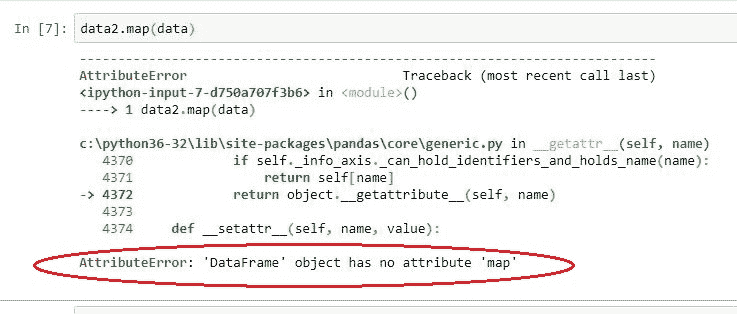 In [7]: data2.map(data)
---------------------------------------------------------------------------
AttributeError                            Traceback (most recent call last)
<ipython-input-7-d750a707f3b6> in <module>()
----> 1 data2.map(data)
c:\python36-32\lib\site-packages\pandas\core\generic.py in __getattr__(self, name)
   4370             if self._info_axis._can_hold_identifiers_and_holds_name(name):
   4371                 return self[name]
-> 4372             return object.__getattribute__(self, name)
   4373
   4374     def __setattr__(self, name, value):
AttributeError: 'DataFrame' object has no attribute 'map'